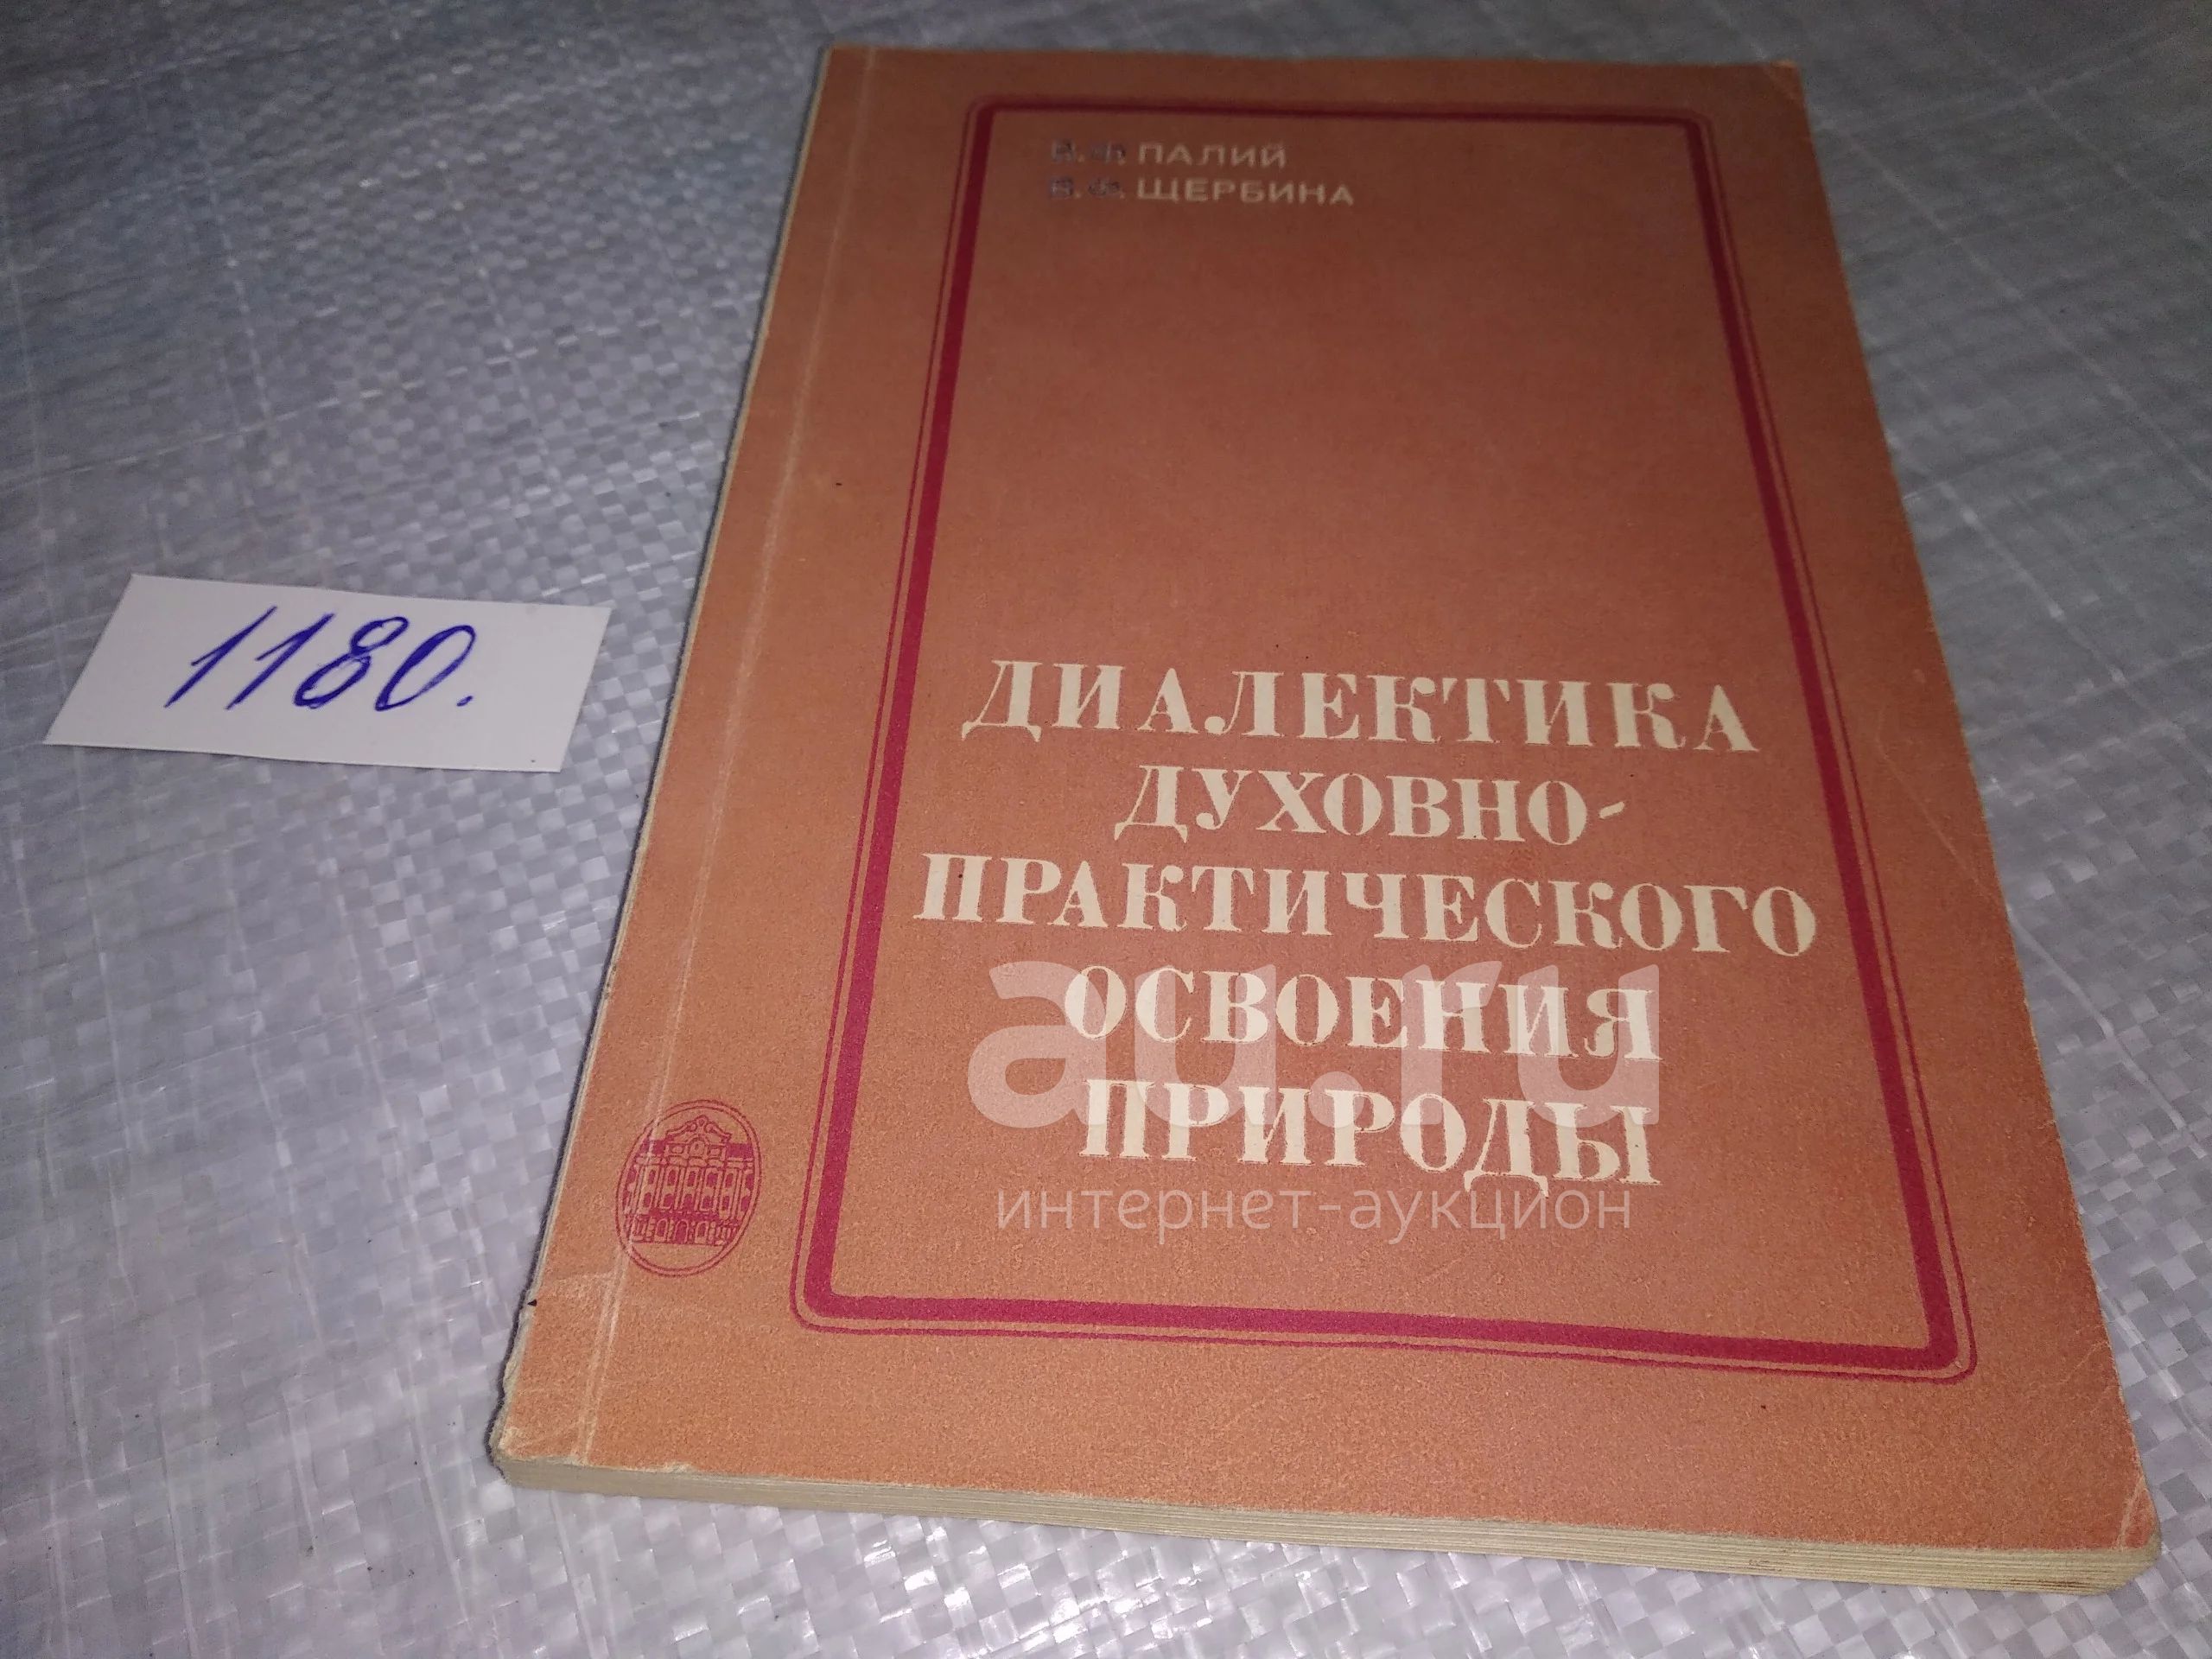 ПАЛИЙ
ЩЕРБИНА
ДИАЛЕКТИКА
ДУХОВНО-
ПРАКТИЧЕСКОГО
ОСВОЕНИЯ
ПРИРОДЫ
1180.
au.ru
интернет-аукцион